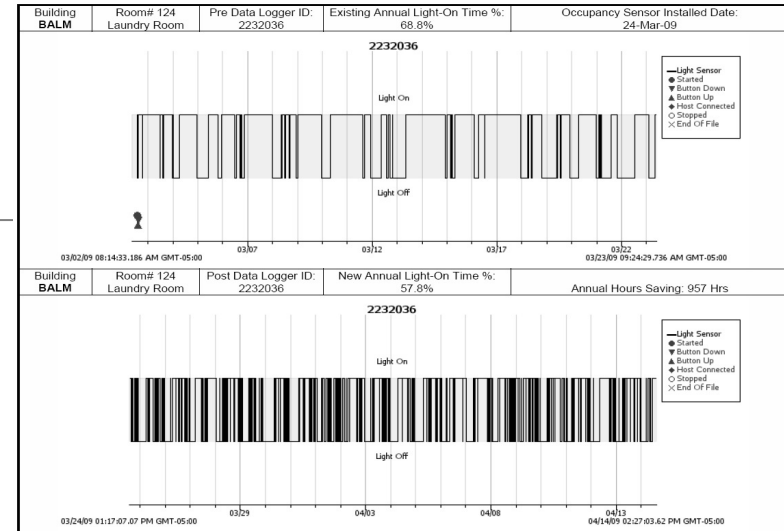 Building Room# 124 Pre Data Logger ID: Existing Annual Light-On Time %: Occupancy Sensor Installed Date:
BALM Laundry Room 2232036 68.8% 24-Mar-09
2232036
Light Sensor
Started
Button Down
Button Up
Host Connected
Stopped
End Of File
Light On
Light Off
03/07 03/12 03/17 03/22
03/02/09 08:14:33.186 AM GMT-05:00 03/23/09 09:24:29.736 AM GMT-05:00
Building Room# 124 Post Data Logger ID: New Annual Light-On Time %:
BALM Laundry Room 2232036 57.8% Annual Hours Saving: 957 Hrs
2232036
Light Sensor
Started
Button Down
Button Up
Host Connected
Stopped
End Of File
Light On
Light Off
03/29 04/03 04/08 04/13
03/24/09 01:17:07.07 PM GMT-05:00 04/14/09 02:27:03.62 PM GMT-05:00